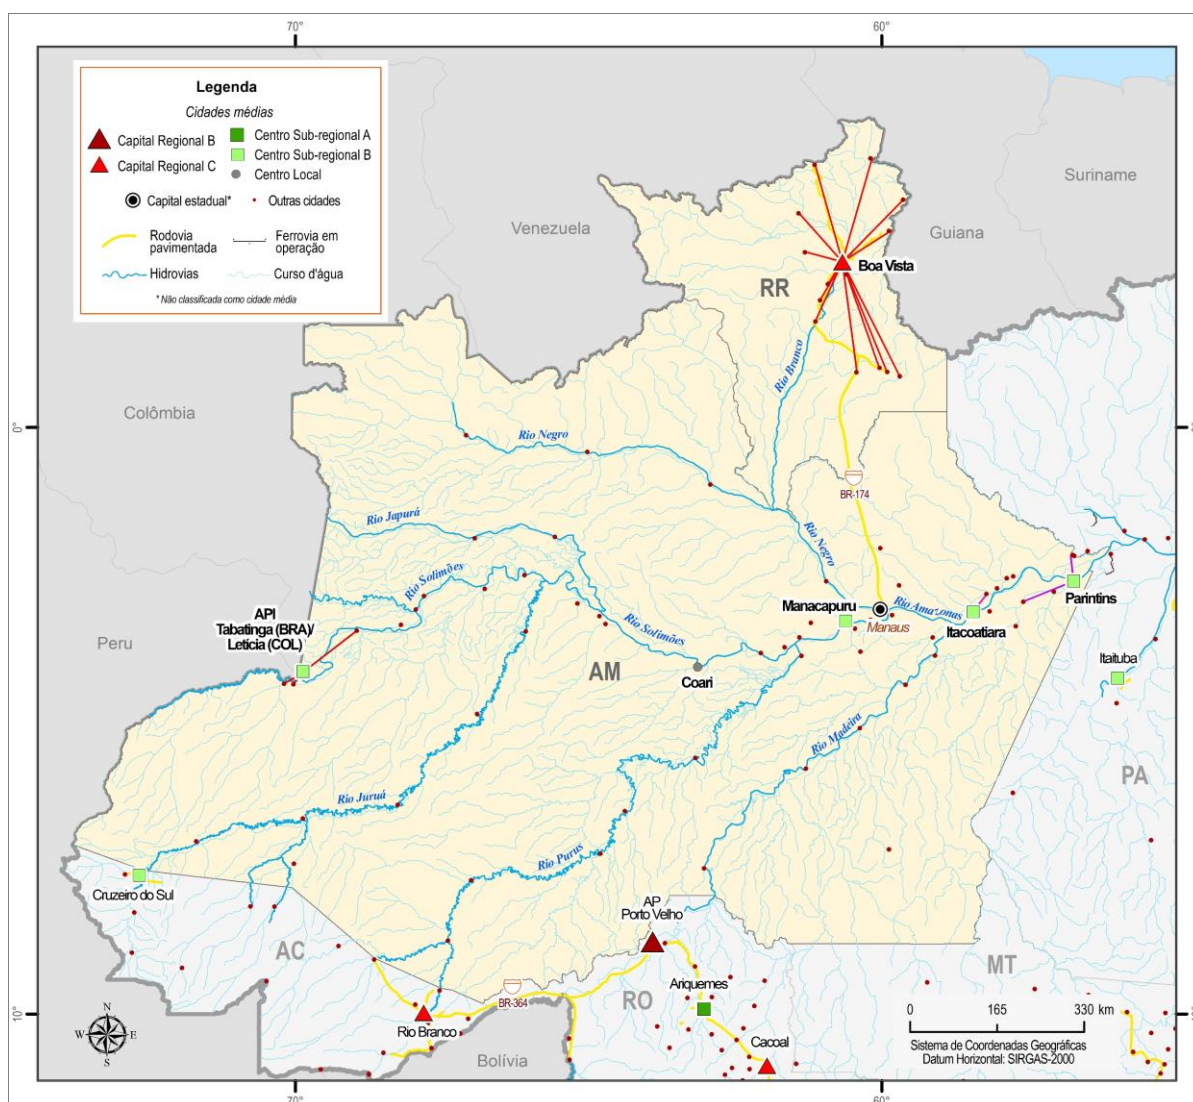 70°
60°
Legenda
Cidades médias
Capital Regional B
Capital Regional C
Centro Sub-regional A
Centro Sub-regional B
Centro Local
Capital estadual*
Outras cidades
Rodovia
pavimentada
Ferrovia em
operação
Hidrovias
Curso d'água
* Não classificada como cidade média
Suriname
Venezuela
Guiana
Boa Vista
RR
Rio Branco
Colômbia
0°
Rio Negro
BR-174
Rio Japurá
Rio Negro
Rio Solimões
API
Tabatinga (BRA)/
Letícia (COL)
Peru
Rio Solimões
Manacapuru
Manaus
Rio Amazonas
Itacoatiara
Parintins
Itaituba
AM
Coari
Rio Madeira
PA
Rio Juruá
Rio Purus
Cruzeiro do Sul
AC
AP
Porto Velho
MT
RO
Ariquemes
BR-364
Rio Branco
Cacoal
Bolívia
10°
N
W
E
S
0 165 330 km
Sistema de Coordenadas Geográficas
Datum Horizontal: SIRGAS-2000
70°
60°